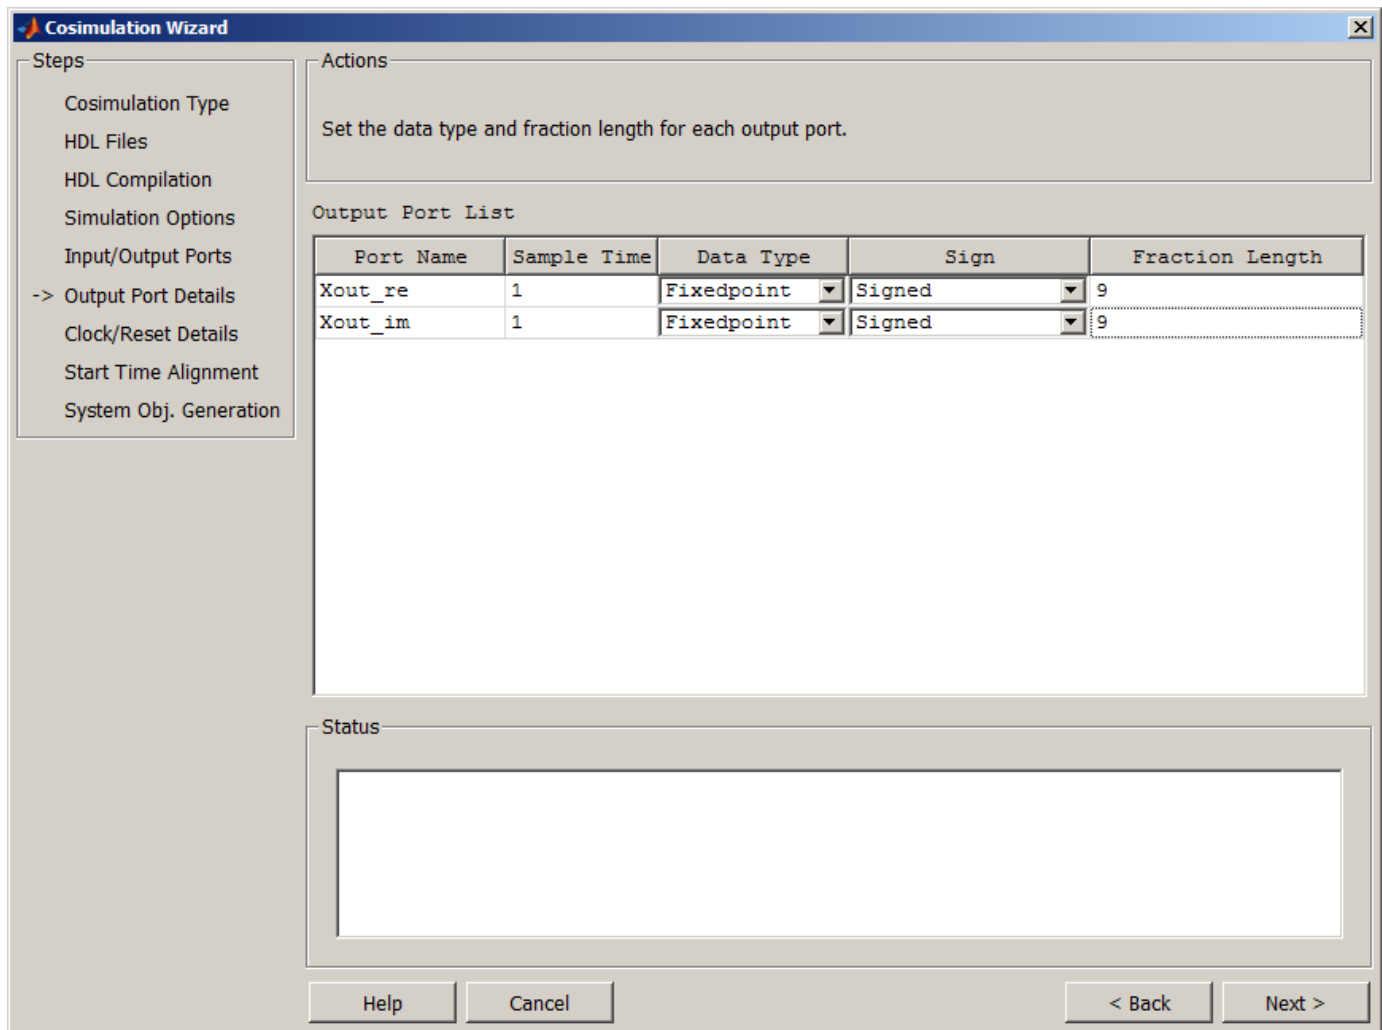 Cosimulation Wizard
Steps
Cosimulation Type
HDL Files
HDL Compilation
Simulation Options
Input/Output Ports
-> Output Port Details
Clock/Reset Details
Start Time Alignment
System Obj. Generation
Actions
Set the data type and fraction length for each output port.
Output Port List
Port Name Sample Time Data Type Sign Fraction Length
Xout_re 1 Fixedpoint Signed 9
Xout_im 1 Fixedpoint Signed 9
Status
Help Cancel < Back Next >